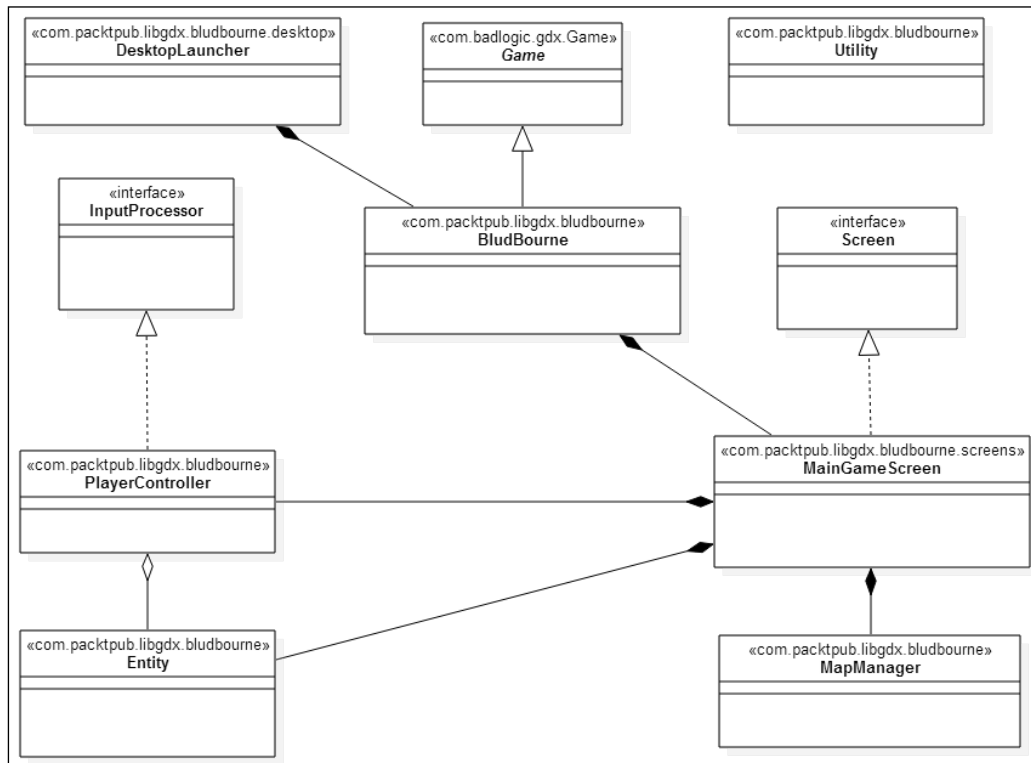 «com.packtpub.libgdx.bludbourne.desktop»
DesktopLauncher
«com.badlogic.gdx.Game»
Game
«com.packtpub.libgdx.bludbourne»
Utility
«interface»
InputProcessor
«com.packtpub.libgdx.bludbourne»
BludBourne
«interface»
Screen
«com.packtpub.libgdx.bludbourne»
PlayerController
«com.packtpub.libgdx.bludbourne.screens»
MainGameScreen
«com.packtpub.libgdx.bludbourne»
Entity
«com.packtpub.libgdx.bludbourne»
MapManager